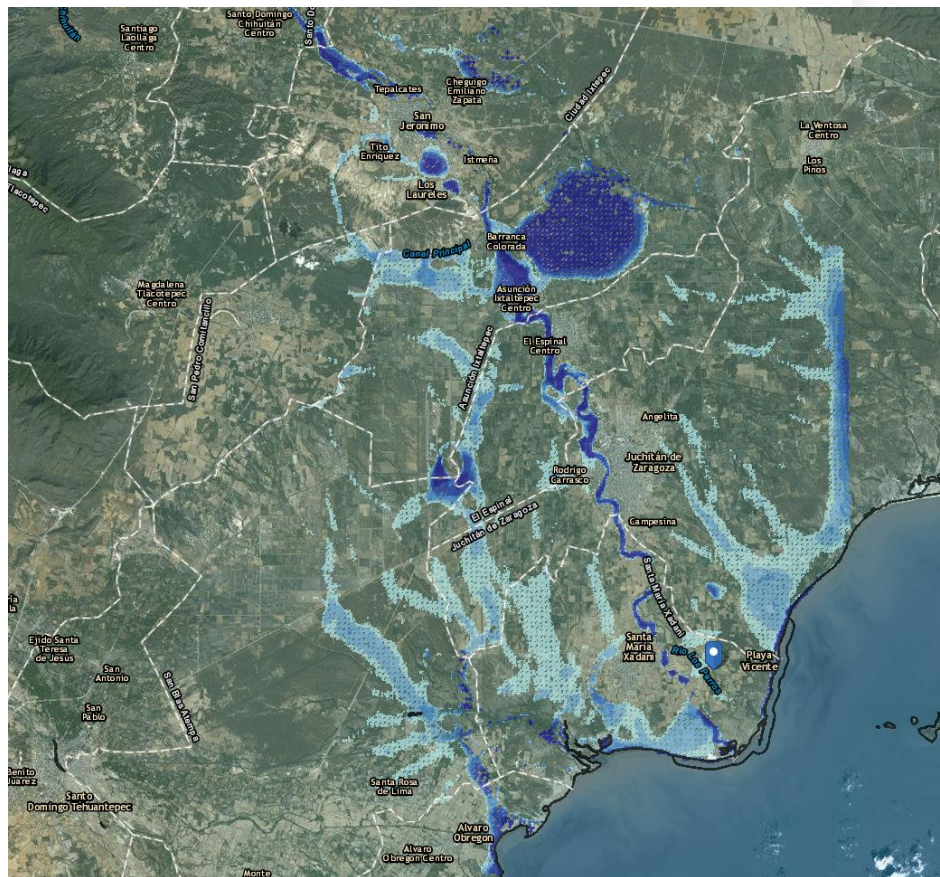 Santo Domingo
Chihuitán
Centro
Santiago
Laollaga
Centro
Tepalcates
Cheguigo
Emiliano
Zapata
Ciudad Ixtepec
San
Jeronimo
La Ventosa
Centro
Tito
Enriquez
Istmeña
Los
Pinos
Los
Laureles
Tlacotepec
Barranca
Colorada
Canal Principal
Magdalena
Tlacotepec
Centro
Asunción
Ixtaltepec
Centro
San Pedro Comitancillo
Asunción Ixtaltepec
El Espinal
Centro
Angelita
Juchitán de
Zaragoza
Rodrigo
Carrasco
El Espinal
Juchitán de Zaragoza
Campesina
Santa María Xadani
Ejido Santa
Teresa
de Jesús
San
Antonio
Santa
María
Xadani
Río Los Perros
Playa
Vicente
San Blas Atempa
San
Pablo
Benito
Juárez
Santa Rosa
de Lima
Santo
Domingo Tehuantepec
Alvaro
Obregón
Alvaro
Obregón Centro
Monte